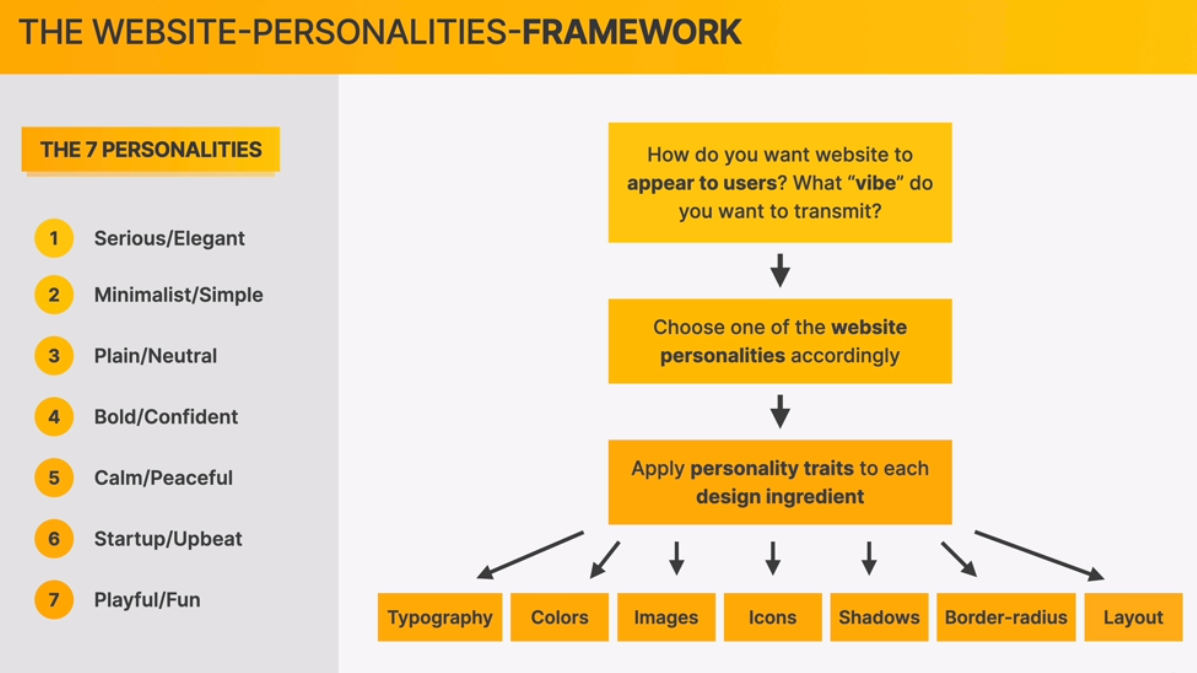 THE WEBSITE-PERSONALITIES-FRAMEWORK
THE 7 PERSONALITIES
1 Serious/Elegant
2 Minimalist/Simple
3 Plain/Neutral
4 Bold/Confident
5 Calm/Peaceful
6 Startup/Upbeat
7 Playful/Fun
How do you want website to
appear to users? What “vibe” do
you want to transmit?
Choose one of the website
personalities accordingly
Apply personality traits to each
design ingredient
Typography Colors Images Icons Shadows Border-radius Layout